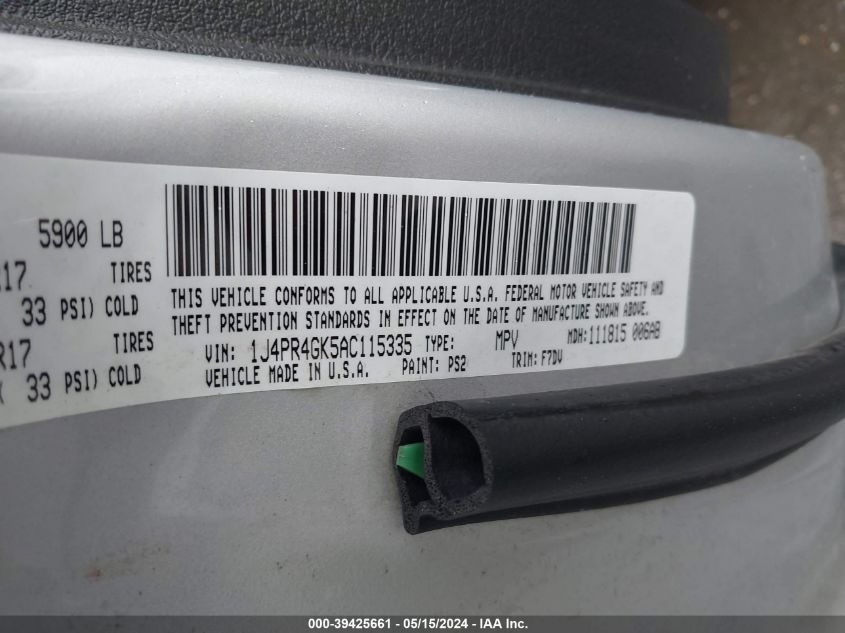 5900 LB
R17 TIRES
33 PSI) COLD
R17 TIRES
33 PSI) COLD
THIS VEHICLE CONFORMS TO ALL APPLICABLE U.S.A. FEDERAL MOTOR VEHICLE SAFETY AND
THEFT PREVENTION STANDARDS IN EFFECT ON THE DATE OF MANUFACTURE SHOWN ABOVE.
VIN: 1J4PR4GK5AC115335 TYPE: MPV MDH:111815 006AB
VEHICLE MADE IN U.S.A. PAINT: PS2 TRIM: F7DV
000-39425661 - 05/15/2024 - IAA Inc.